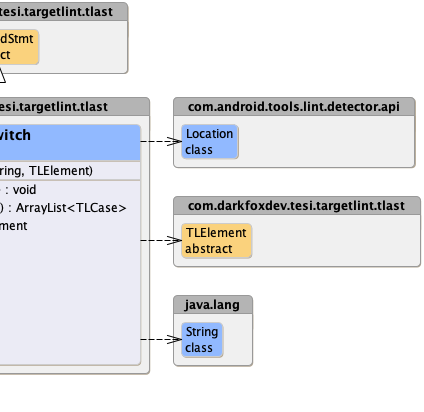 tesi.targetlint.tlast
dStmt
ct
esi.targetlint.tlast
witch
ring, TLElement)
: void
) : ArrayList<TLCase>
ment
com.android.tools.lint.detector.api
Location
class
com.darkfoxdev.tesi.targetlint.tlast
TLElement
abstract
java.lang
String
class